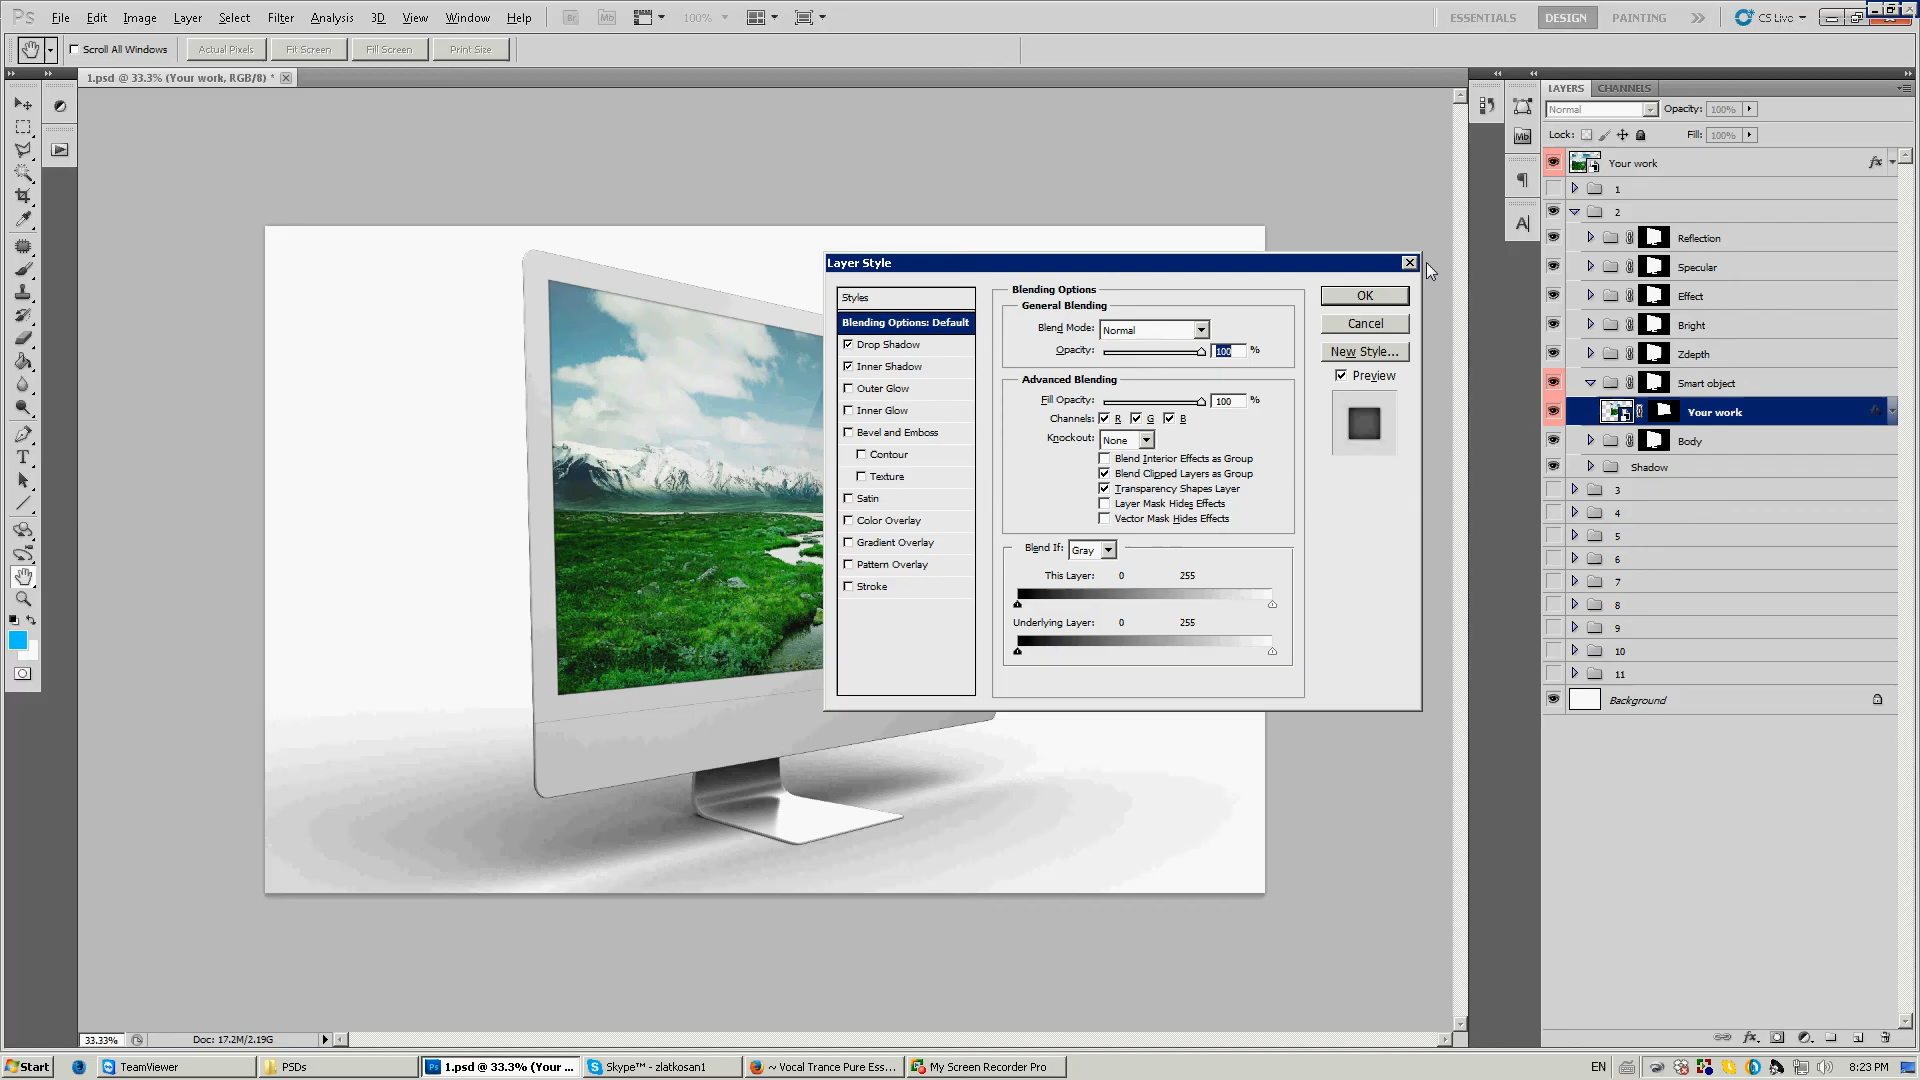 Ps File Edit Image Layer Select Filter Analysis 3D View Window Help Br Mb 100% ESSENTIALS DESIGN PAINTING CS Live
Scroll All Windows Actual Pixels Fit Screen Fill Screen Print Size
1.psd @ 33.3% (Your work, RGB/8) *
LAYERS CHANNELS
Normal Opacity: 100%
Lock: Fill: 100%
Mb
Your work fx
1
2
Reflection
Specular
Effect
Bright
Zdepth
Smart object
Your work
Body
Shadow
3
4
5
6
7
8
9
10
11
Background
Layer Style
Styles
Blending Options: Default
Drop Shadow
Inner Shadow
Outer Glow
Inner Glow
Bevel and Emboss
Contour
Texture
Satin
Color Overlay
Gradient Overlay
Pattern Overlay
Stroke
Blending Options
General Blending
Blend Mode: Normal
Opacity: 100 %
Advanced Blending
Fill Opacity: 100 %
Channels: R G B
Knockout: None
Blend Interior Effects as Group
Blend Clipped Layers as Group
Transparency Shapes Layer
Layer Mask Hides Effects
Vector Mask Hides Effects
Blend If: Gray
This Layer: 0 255
Underlying Layer: 0 255
OK
Cancel
New Style...
Preview
33.33% Doc: 17.2M/2.19G
Start TeamViewer PSDs 1.psd @ 33.3% (Your ... Skype™ - zlatkosan1 ~ Vocal Trance Pure Ess... My Screen Recorder Pro EN 8:23 PM